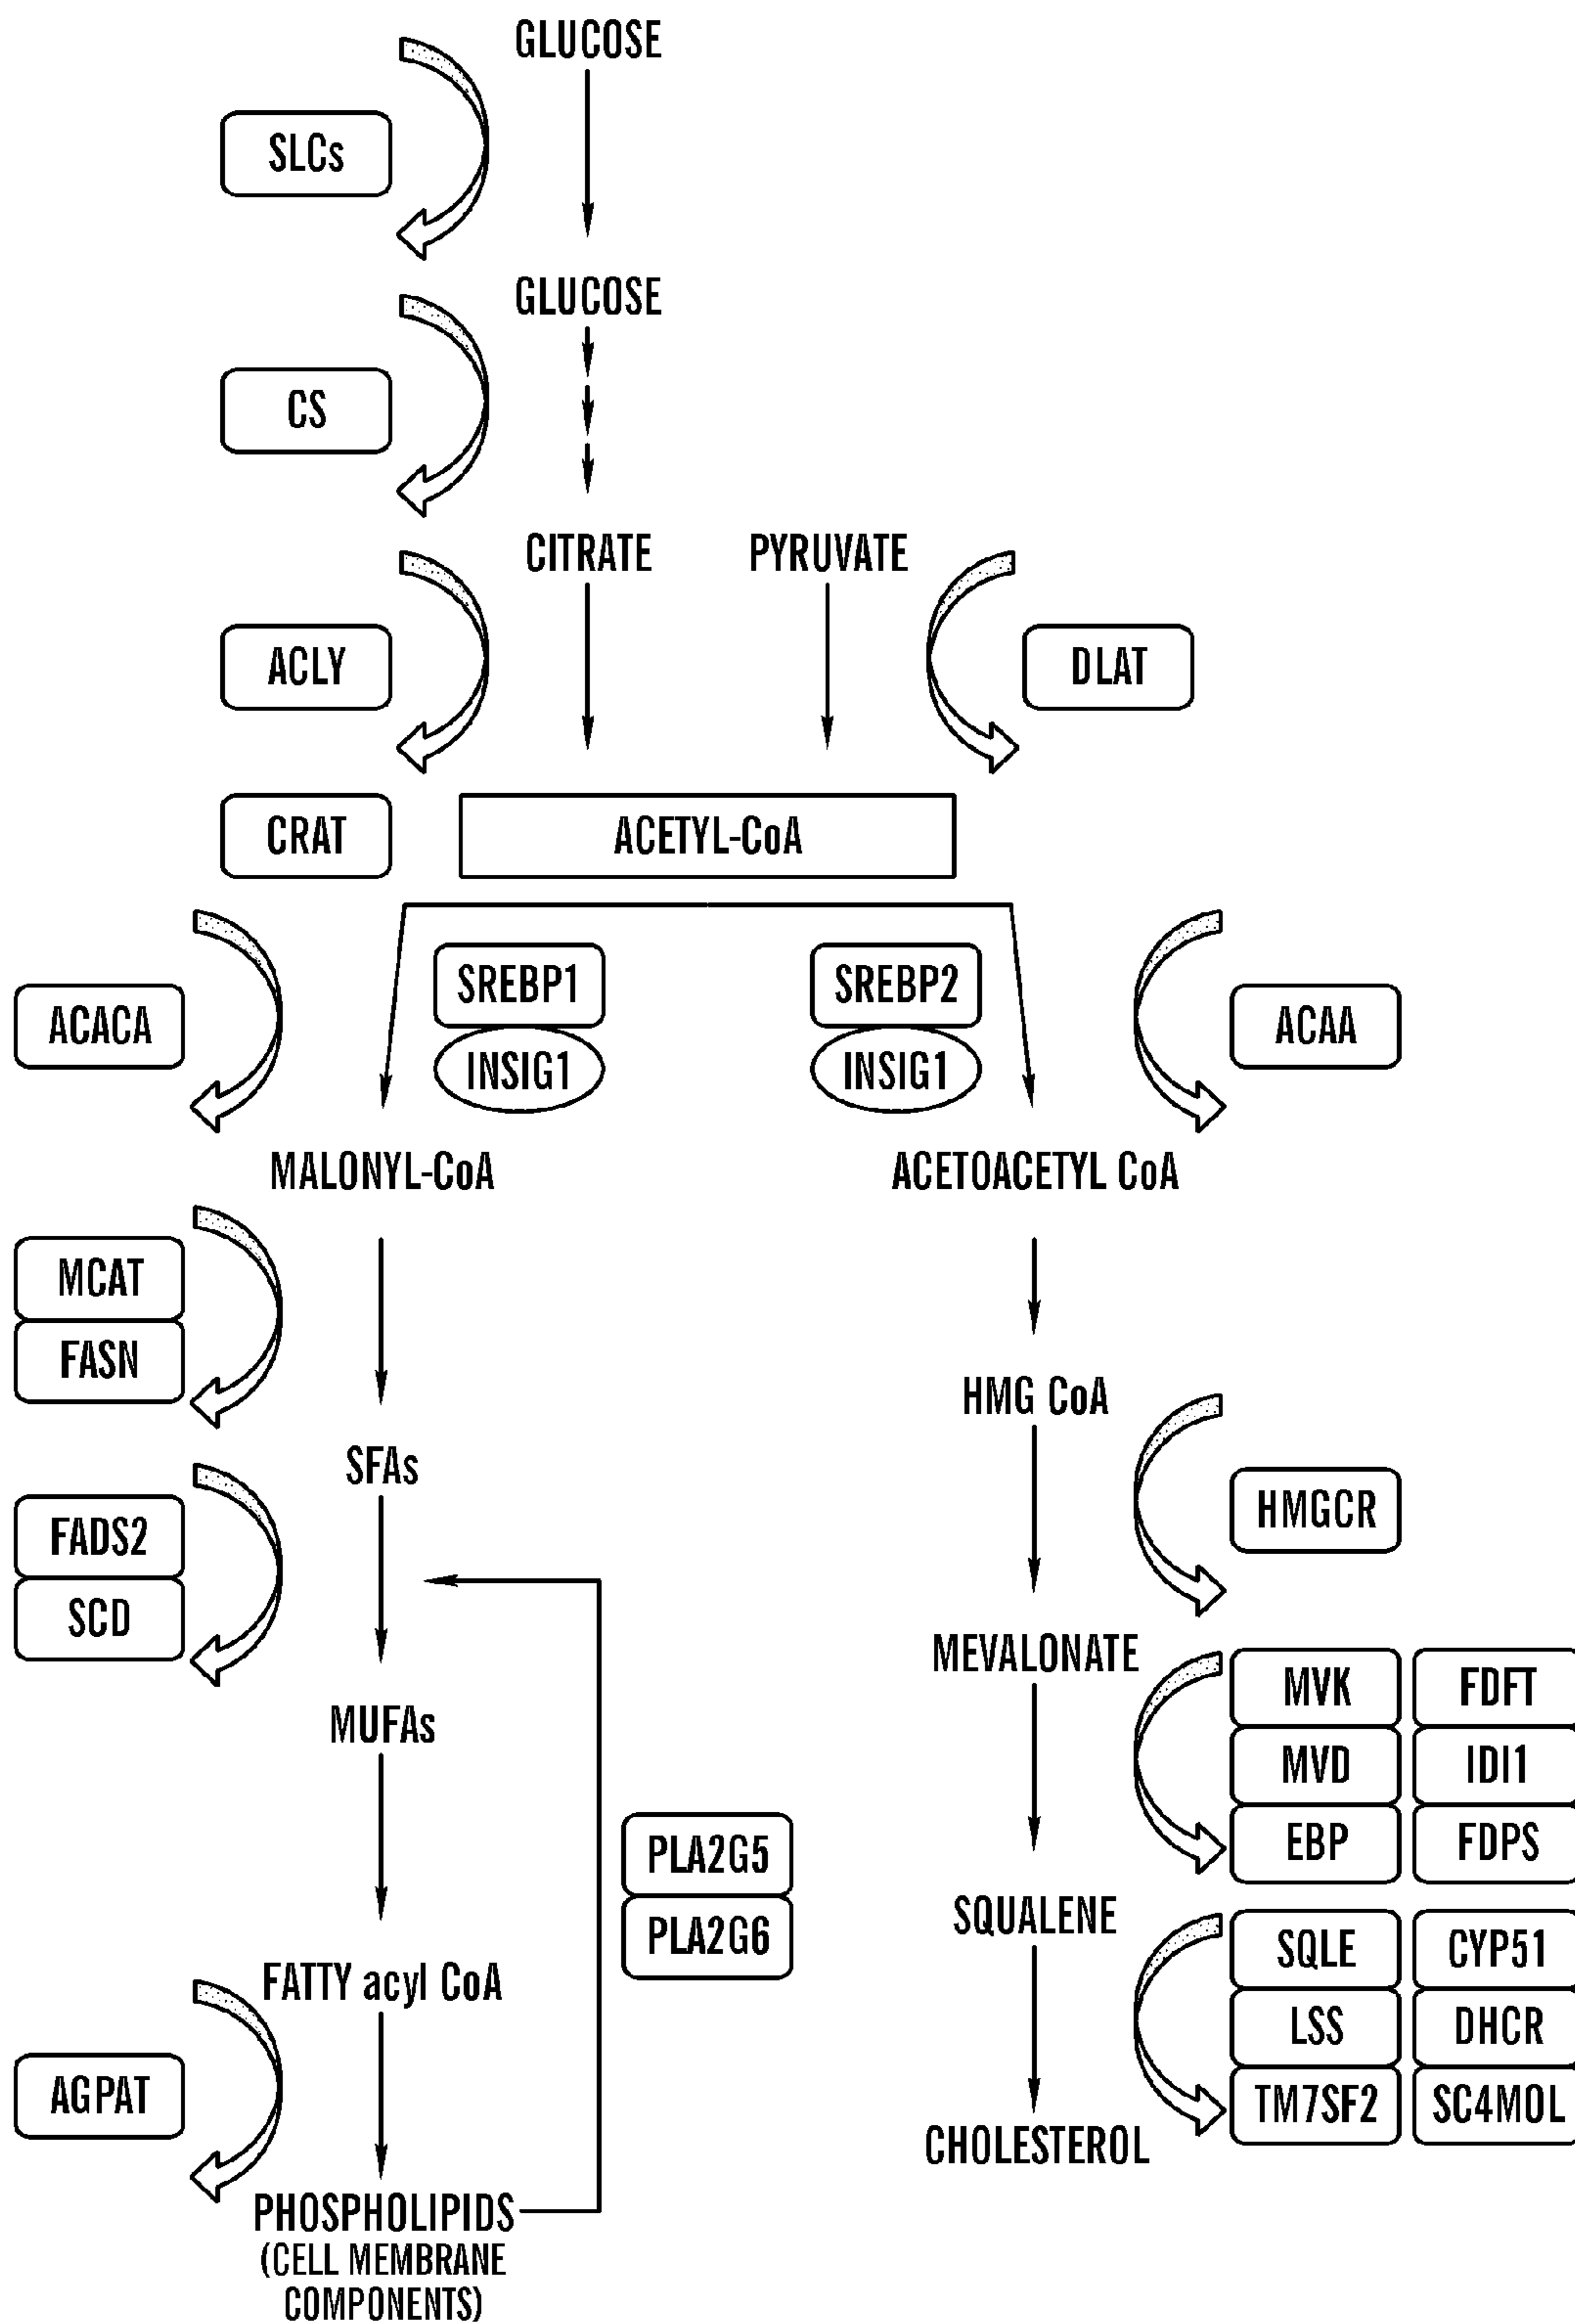 GLUCOSE
SLCs
GLUCOSE
CS
CITRATE
PYRUVATE
ACLY
DLAT
CRAT
ACETYL-CoA
SREBP1
SREBP2
ACACA
INSIG1
INSIG1
ACAA
MALONYL-CoA
ACETOACETYL CoA
MCAT
FASN
HMG CoA
SFAs
HMGCR
FADS2
SCD
MEVALONATE
MVK
FDFT
MUFAs
MVD
IDI1
EBP
FDPS
PLA2G5
PLA2G6
SQUALENE
SQLE
CYP51
FATTY acyl CoA
LSS
DHCR
AGPAT
TM7SF2
SC4MOL
CHOLESTEROL
PHOSPHOLIPIDS
(CELL MEMBRANE
COMPONENTS)